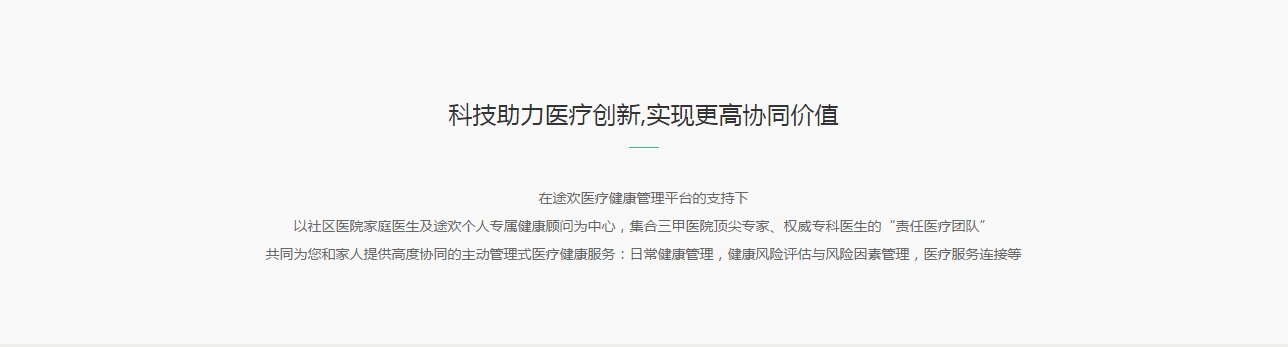 科技助力医疗创新,实现更高协同价值
在途欢医疗健康管理平台的支持下
以社区医院家庭医生及途欢个人专属健康顾问为中心，集合三甲医院顶尖专家、权威专科医生的“责任医疗团队”
共同为您和家人提供高度协同的主动管理式医疗健康服务：日常健康管理，健康风险评估与风险因素管理，医疗服务连接等